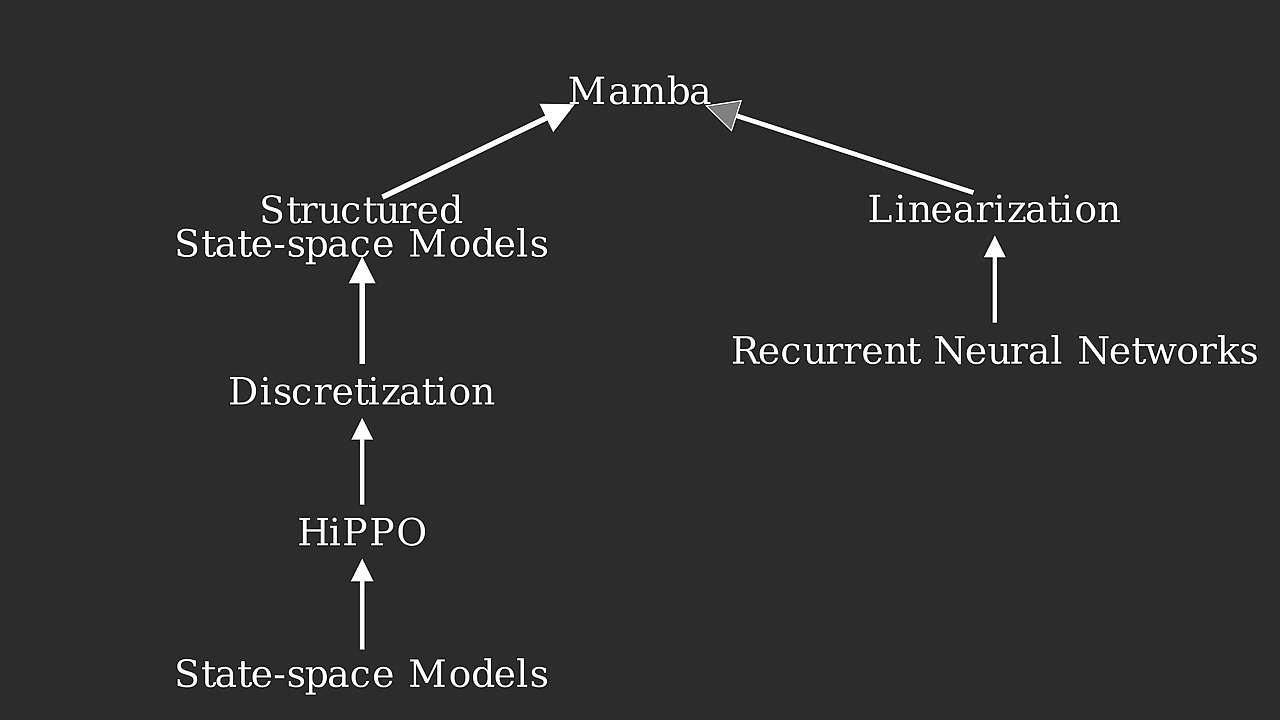 Mamba
Structured
State-space Models
Linearization
Recurrent Neural Networks
Discretization
HiPPO
State-space Models